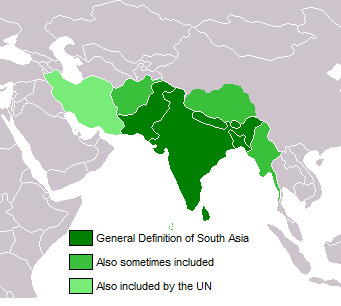 General Definition of South Asia
Also sometimes included
Also included by the UN